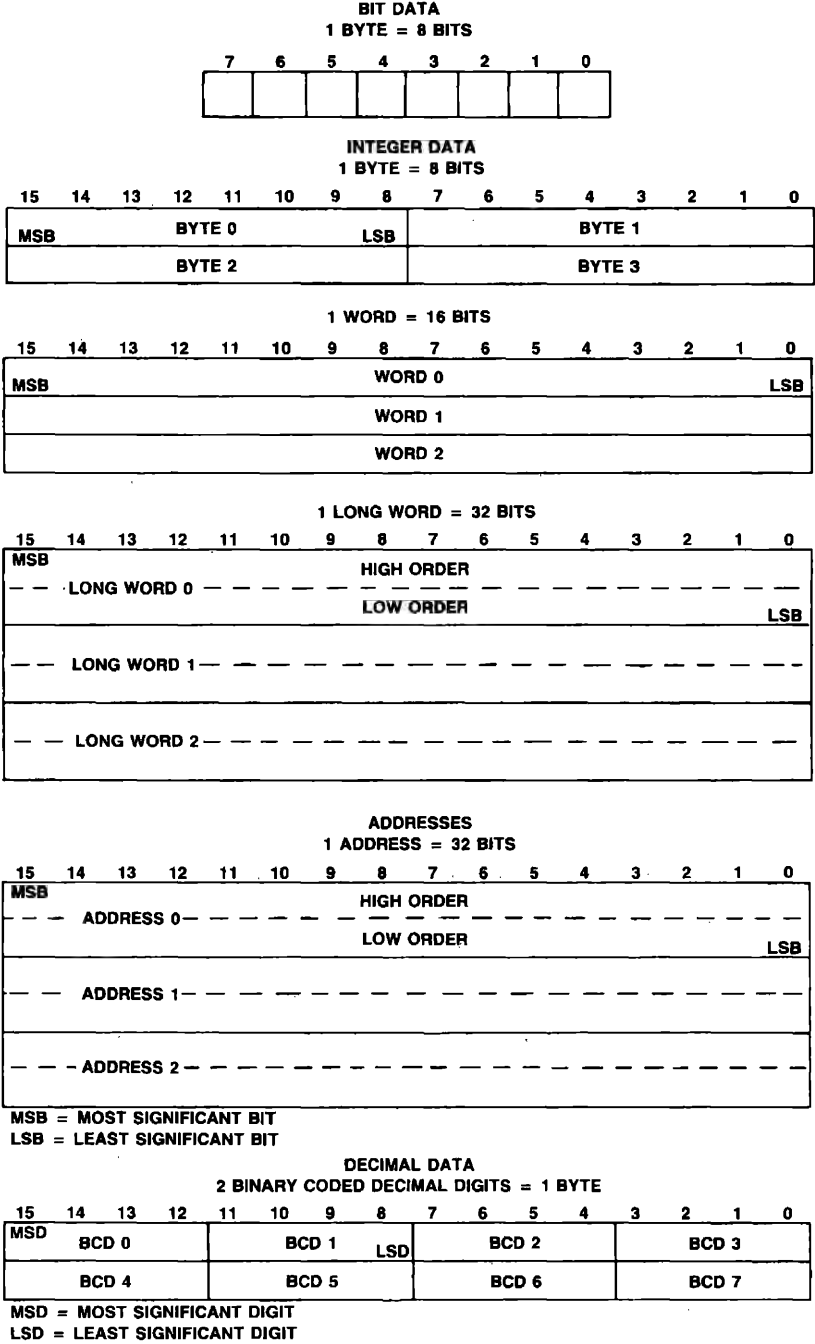 BIT DATA
1 BYTE = 8 BITS
7 6 5 4 3 2 1 0
INTEGER DATA
1 BYTE = 8 BITS
15 14 13 12 11 10 9 8 7 6 5 4 3 2 1 0
MSB BYTE 0 LSB BYTE 1
BYTE 2 BYTE 3
1 WORD = 16 BITS
15 14 13 12 11 10 9 8 7 6 5 4 3 2 1 0
MSB WORD 0 LSB
WORD 1
WORD 2
1 LONG WORD = 32 BITS
15 14 13 12 11 10 9 8 7 6 5 4 3 2 1 0
MSB HIGH ORDER
LONG WORD 0
LOW ORDER LSB
LONG WORD 1
LONG WORD 2
ADDRESSES
1 ADDRESS = 32 BITS
15 14 13 12 11 10 9 8 7 6 5 4 3 2 1 0
MSB HIGH ORDER
ADDRESS 0
LOW ORDER LSB
ADDRESS 1
ADDRESS 2
MSB = MOST SIGNIFICANT BIT
LSB = LEAST SIGNIFICANT BIT
DECIMAL DATA
2 BINARY CODED DECIMAL DIGITS = 1 BYTE
15 14 13 12 11 10 9 8 7 6 5 4 3 2 1 0
MSD BCD 0 BCD 1 LSD BCD 2 BCD 3
BCD 4 BCD 5 BCD 6 BCD 7
MSD = MOST SIGNIFICANT DIGIT
LSD = LEAST SIGNIFICANT DIGIT